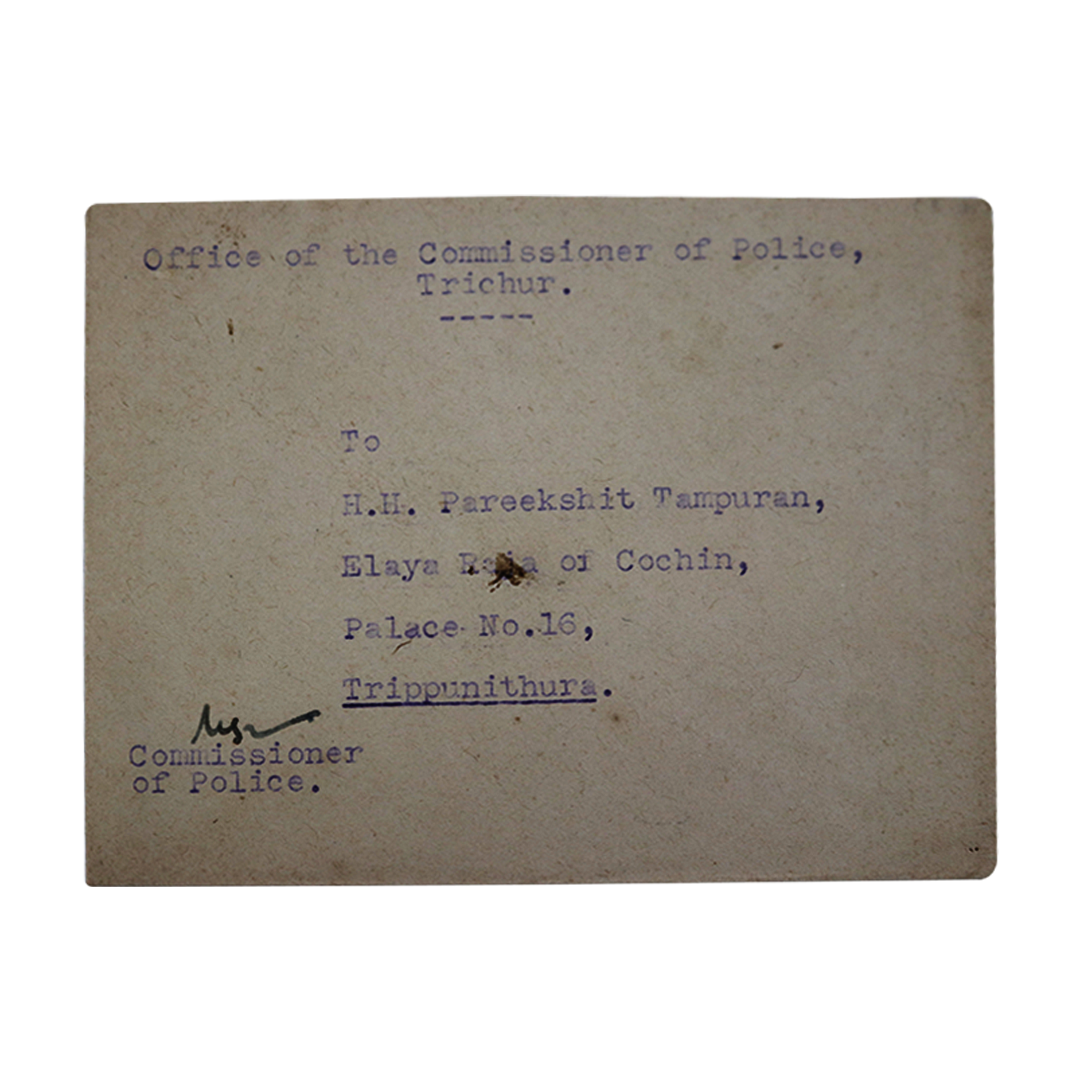 Office of the Commissioner of Police,
Trichur.
-----
To
H.H. Pareekshit Tampuran,
Elaya Raja of Cochin,
Palace No.16,
Trippunithura.
Commissioner
of Police.